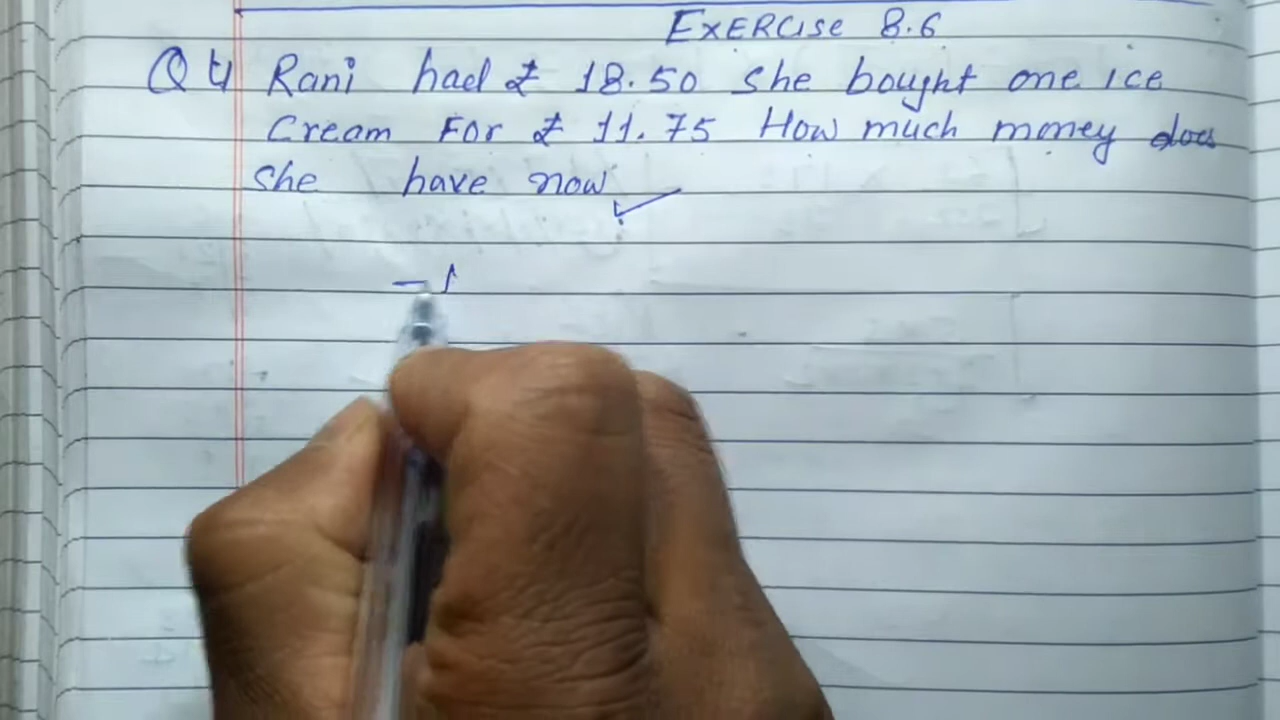 EXERCISE 8.6
Q4 Rani had ₹ 18.50 She bought one ice
Cream For ₹ 11.75 How much money does
she have now